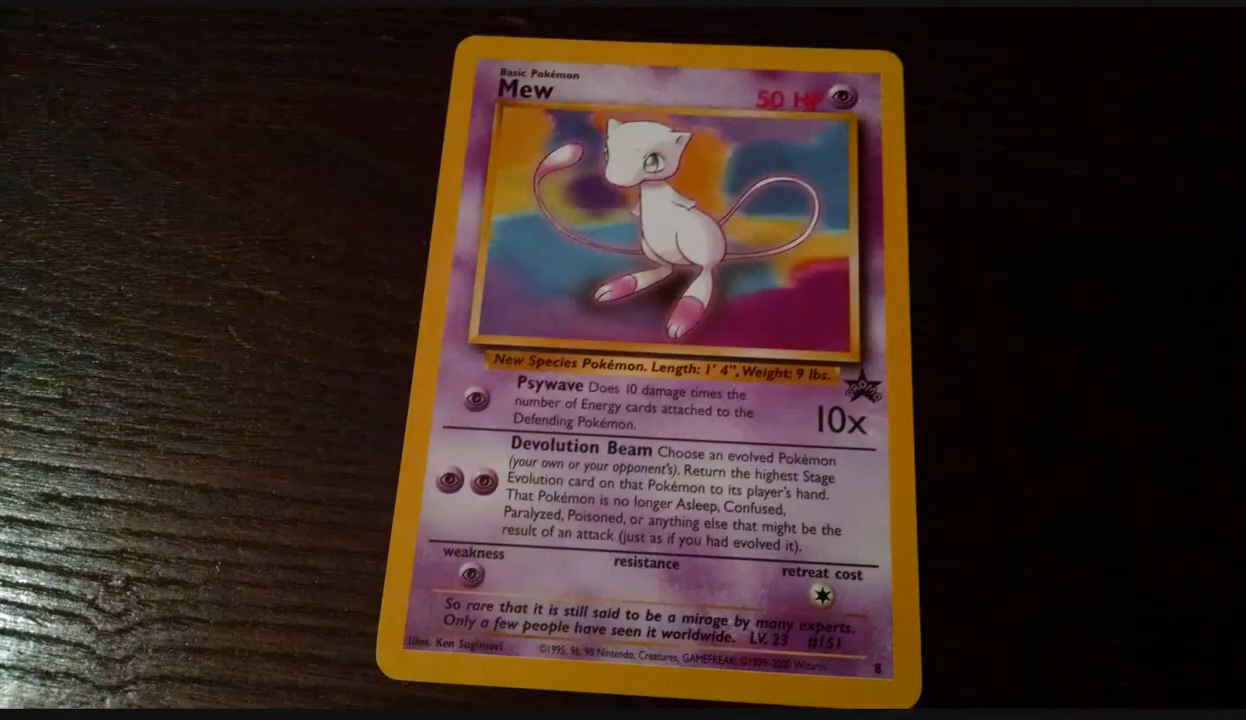 Basic Pokémon
Mew
50 HP
New Species Pokémon. Length: 1' 4", Weight: 9 lbs.
PROMO
Psywave Does 10 damage times the
number of Energy cards attached to the
Defending Pokémon.
10x
Devolution Beam Choose an evolved Pokémon
(your own or your opponent's). Return the highest Stage
Evolution card on that Pokémon to its player's hand.
That Pokémon is no longer Asleep, Confused,
Paralyzed, Poisoned, or anything else that might be the
result of an attack (just as if you had evolved it).
weakness
resistance
retreat cost
So rare that it is still said to be a mirage by many experts.
Only a few people have seen it worldwide. LV. 23 #151
Illus. Ken Sugimori
©1995, 96, 98 Nintendo, Creatures, GAMEFREAK. ©1999-2000 Wizards.
8